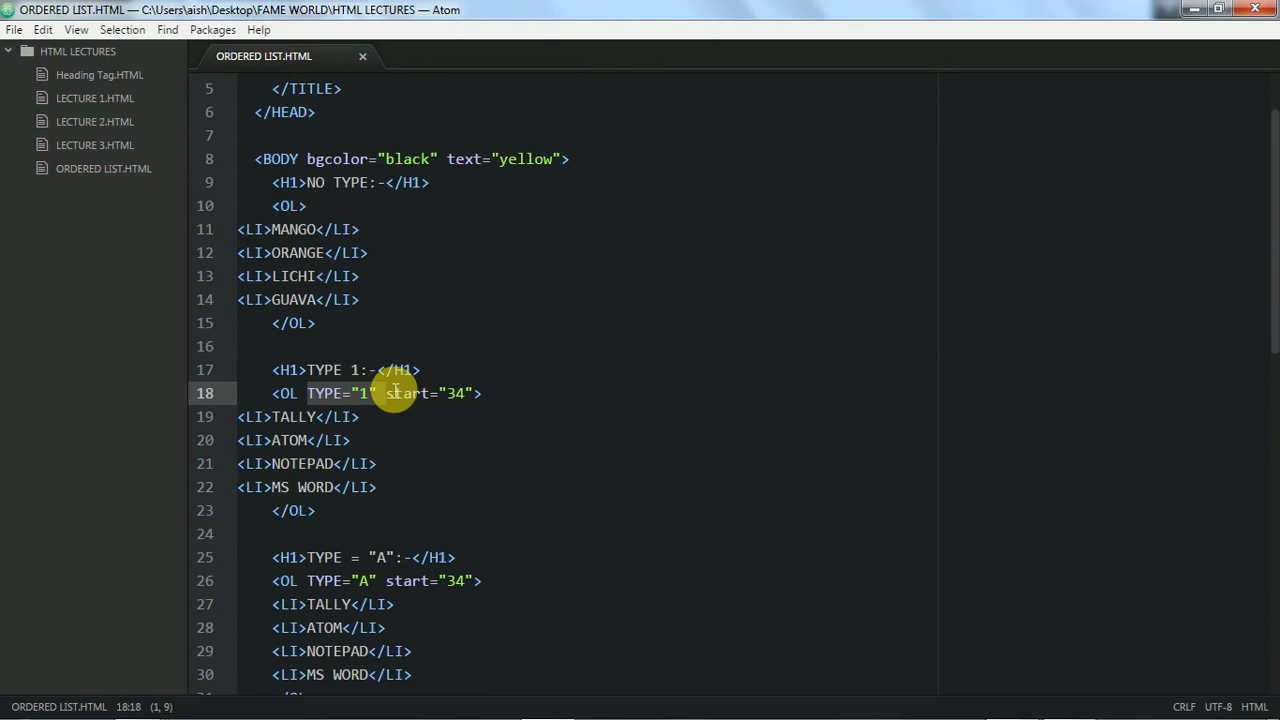 ORDERED LIST.HTML — C:\Users\aish\Desktop\FAME WORLD\HTML LECTURES — Atom
File Edit View Selection Find Packages Help
HTML LECTURES
Heading Tag.HTML
LECTURE 1.HTML
LECTURE 2.HTML
LECTURE 3.HTML
ORDERED LIST.HTML
ORDERED LIST.HTML
5 </TITLE>
6 </HEAD>
7
8 <BODY bgcolor="black" text="yellow">
9 <H1>NO TYPE:-</H1>
10 <OL>
11 <LI>MANGO</LI>
12 <LI>ORANGE</LI>
13 <LI>LICHI</LI>
14 <LI>GUAVA</LI>
15 </OL>
16
17 <H1>TYPE 1:-</H1>
18 <OL TYPE="1" start="34">
19 <LI>TALLY</LI>
20 <LI>ATOM</LI>
21 <LI>NOTEPAD</LI>
22 <LI>MS WORD</LI>
23 </OL>
24
25 <H1>TYPE = "A":-</H1>
26 <OL TYPE="A" start="34">
27 <LI>TALLY</LI>
28 <LI>ATOM</LI>
29 <LI>NOTEPAD</LI>
30 <LI>MS WORD</LI>
ORDERED LIST.HTML 18:18 (1, 9) CRLF UTF-8 HTML